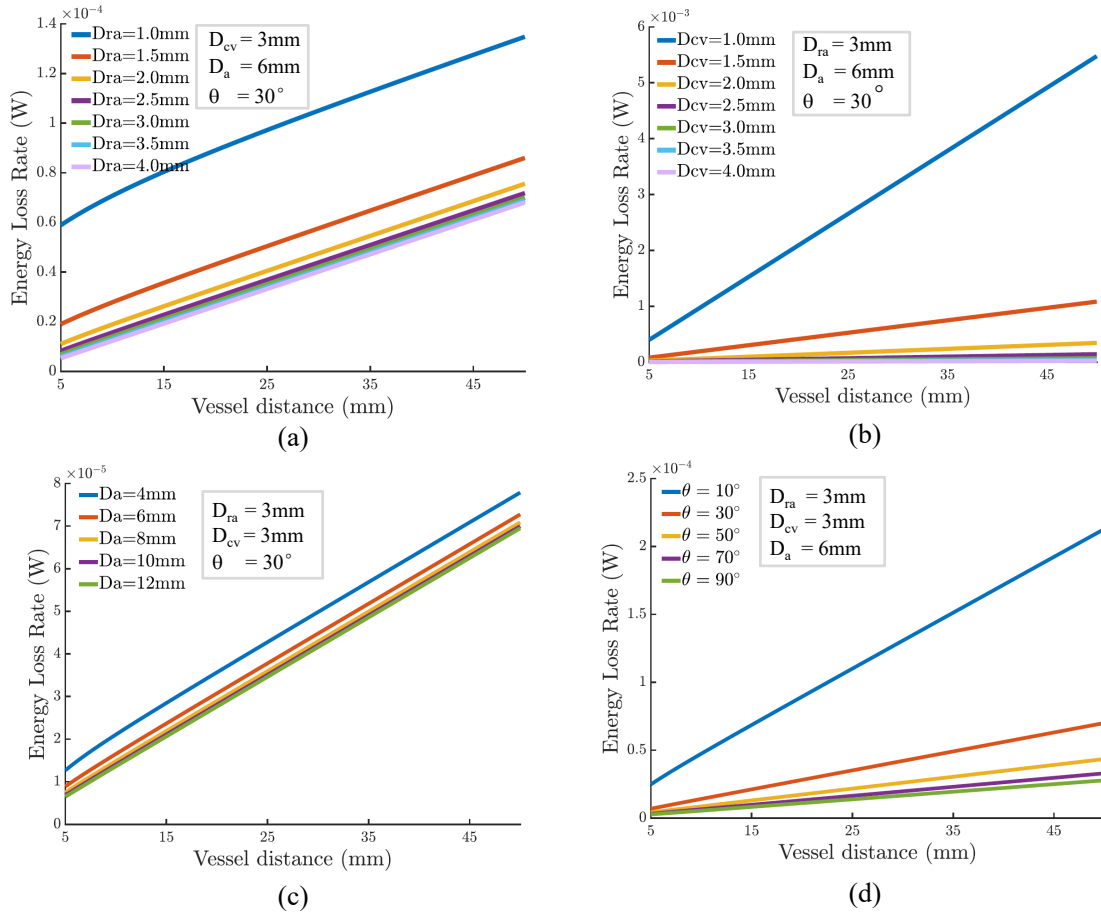 ×10⁻⁴
1.4
1.2
1
0.8
0.6
0.4
0.2
0
Energy Loss Rate (W)
Dra=1.0mm
Dra=1.5mm
Dra=2.0mm
Dra=2.5mm
Dra=3.0mm
Dra=3.5mm
Dra=4.0mm
D_cv = 3mm
D_a = 6mm
θ = 30°
5 15 25 35 45
Vessel distance (mm)
(a)
×10⁻³
6
5
4
3
2
1
0
Energy Loss Rate (W)
Dcv=1.0mm
Dcv=1.5mm
Dcv=2.0mm
Dcv=2.5mm
Dcv=3.0mm
Dcv=3.5mm
Dcv=4.0mm
D_ra = 3mm
D_a = 6mm
θ = 30°
5 15 25 35 45
Vessel distance (mm)
(b)
×10⁻⁵
8
7
6
5
4
3
2
1
0
Energy Loss Rate (W)
Da=4mm
Da=6mm
Da=8mm
Da=10mm
Da=12mm
D_ra = 3mm
D_cv = 3mm
θ = 30°
5 15 25 35 45
Vessel distance (mm)
(c)
×10⁻⁴
2.5
2
1.5
1
0.5
0
Energy Loss Rate (W)
θ = 10°
θ = 30°
θ = 50°
θ = 70°
θ = 90°
D_ra = 3mm
D_cv = 3mm
D_a = 6mm
5 15 25 35 45
Vessel distance (mm)
(d)